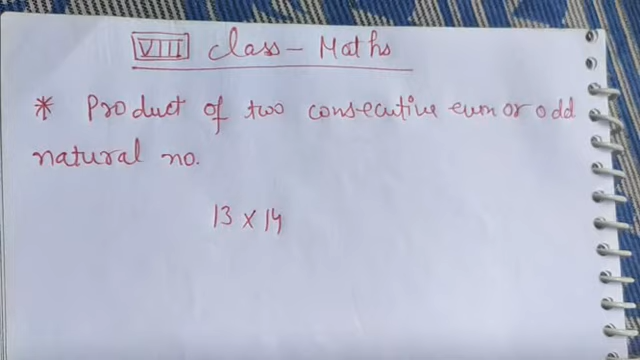 VIII class - Maths
* Product of two consecutive even or odd
natural no.
13 x 14